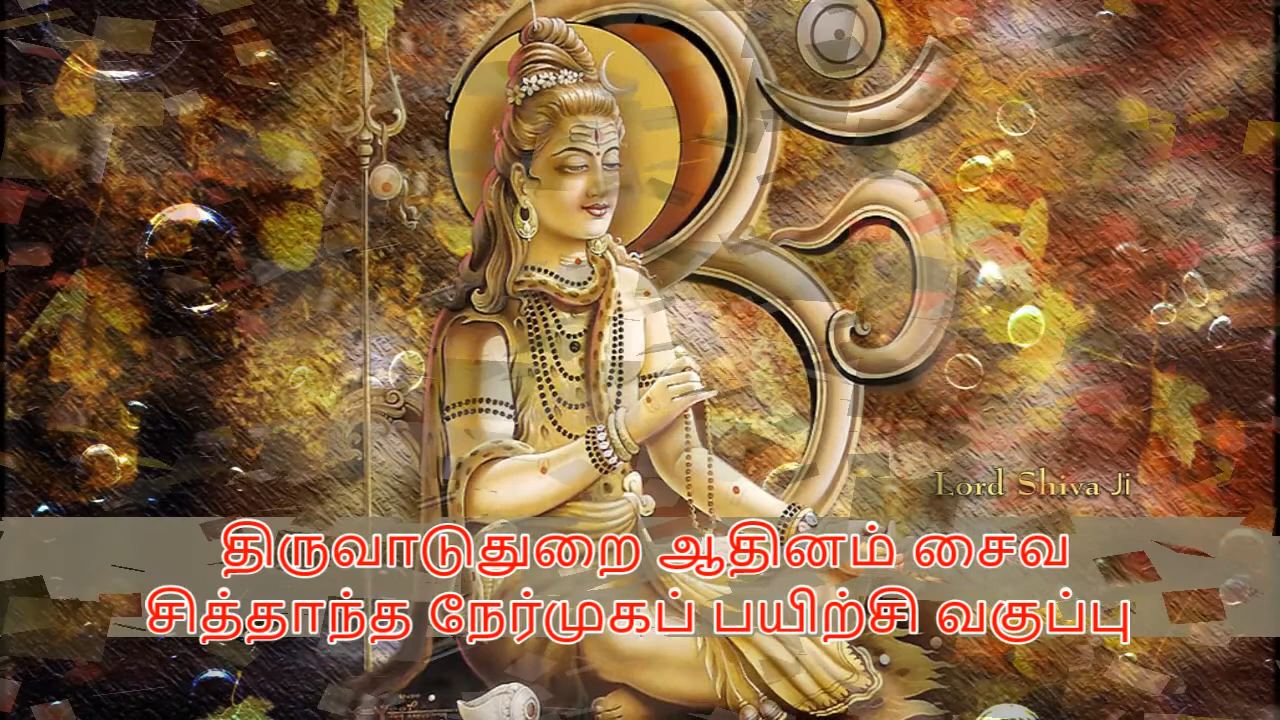 Lord Shiva Ji
திருவாடுதுறை ஆதினம் சைவ
சித்தாந்த நேர்முகப் பயிற்சி வகுப்பு